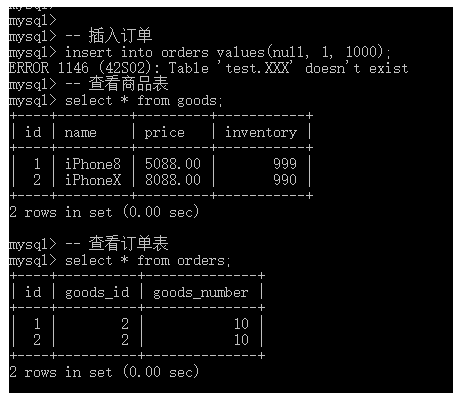 mysql>
mysql>
mysql> -- 插入订单
mysql> insert into orders values(null, 1, 1000);
ERROR 1146 (42S02): Table 'test.XXX' doesn't exist
mysql> -- 查看商品表
mysql> select * from goods;
+----+---------+---------+-----------+
| id | name    | price   | inventory |
+----+---------+---------+-----------+
|  1 | iPhone8 | 5088.00 |       999 |
|  2 | iPhoneX | 8088.00 |       990 |
+----+---------+---------+-----------+
2 rows in set (0.00 sec)
mysql> -- 查看订单表
mysql> select * from orders;
+----+----------+--------------+
| id | goods_id | goods_number |
+----+----------+--------------+
|  1 |        2 |           10 |
|  2 |        2 |           10 |
+----+----------+--------------+
2 rows in set (0.00 sec)